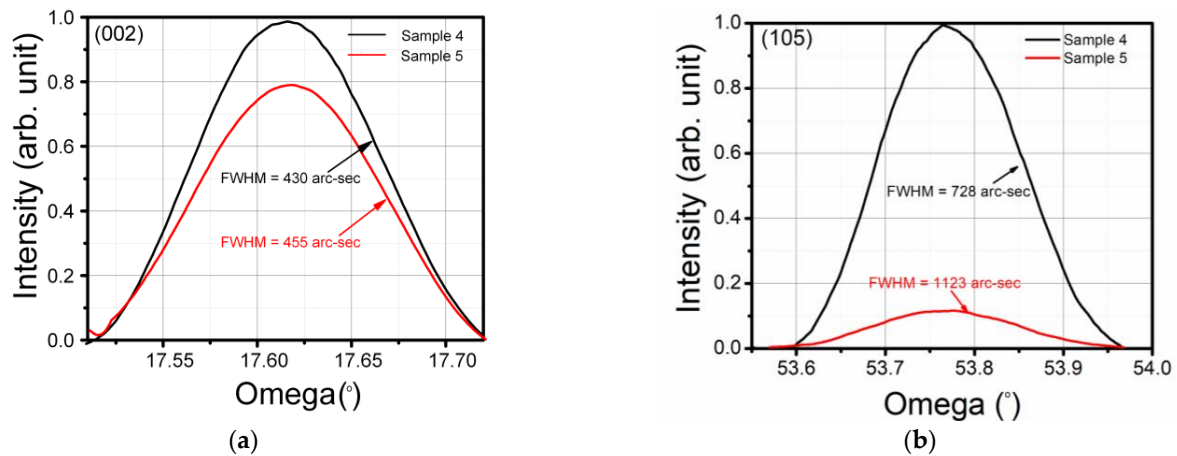 (002)
Sample 4
Sample 5
FWHM = 430 arc-sec
FWHM = 455 arc-sec
Intensity (arb. unit)
1.0
0.8
0.6
0.4
0.2
0.0
17.55 17.60 17.65 17.70
Omega(°)
(a)
(105)
Sample 4
Sample 5
FWHM = 728 arc-sec
FWHM = 1123 arc-sec
Intensity (arb. unit)
1.0
0.8
0.6
0.4
0.2
0.0
53.6 53.7 53.8 53.9 54.0
Omega (°)
(b)